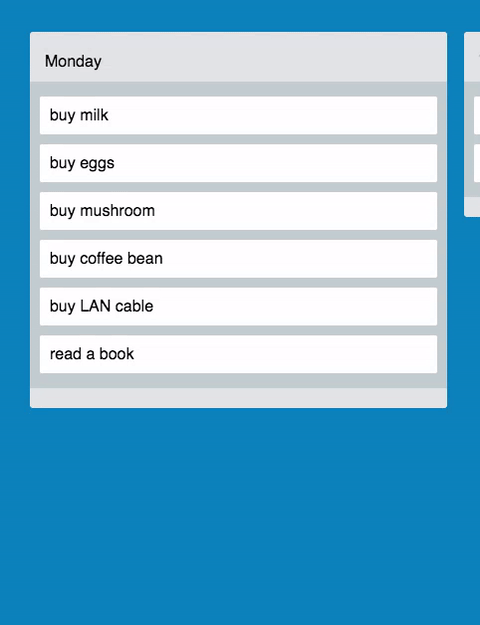 Monday
buy milk
buy eggs
buy mushroom
buy coffee bean
buy LAN cable
read a book